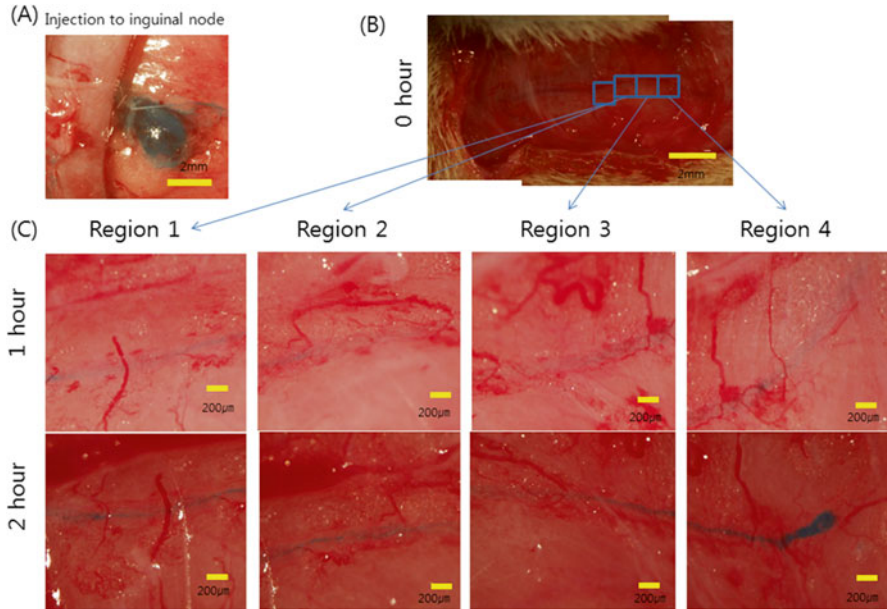 (A) Injection to inguinal node
2mm
(B)
0 hour
2mm
(C)
Region 1
Region 2
Region 3
Region 4
1 hour
200μm
200μm
200μm
200μm
2 hour
200μm
200μm
200μm
200μm